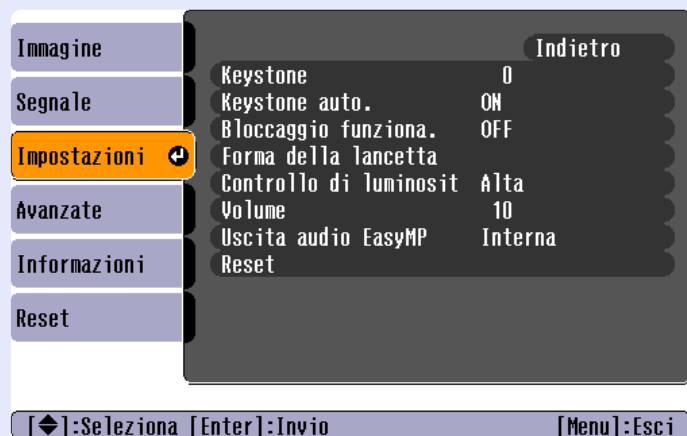 Immagine
Segnale
Impostazioni
Avanzate
Informazioni
Reset
Indietro
Keystone 0
Keystone auto. ON
Bloccaggio funziona. OFF
Forma della lancetta
Controllo di luminosit Alta
Volume 10
Uscita audio EasyMP Interna
Reset
[◆]:Seleziona [Enter]:Invio [Menu]:Esci